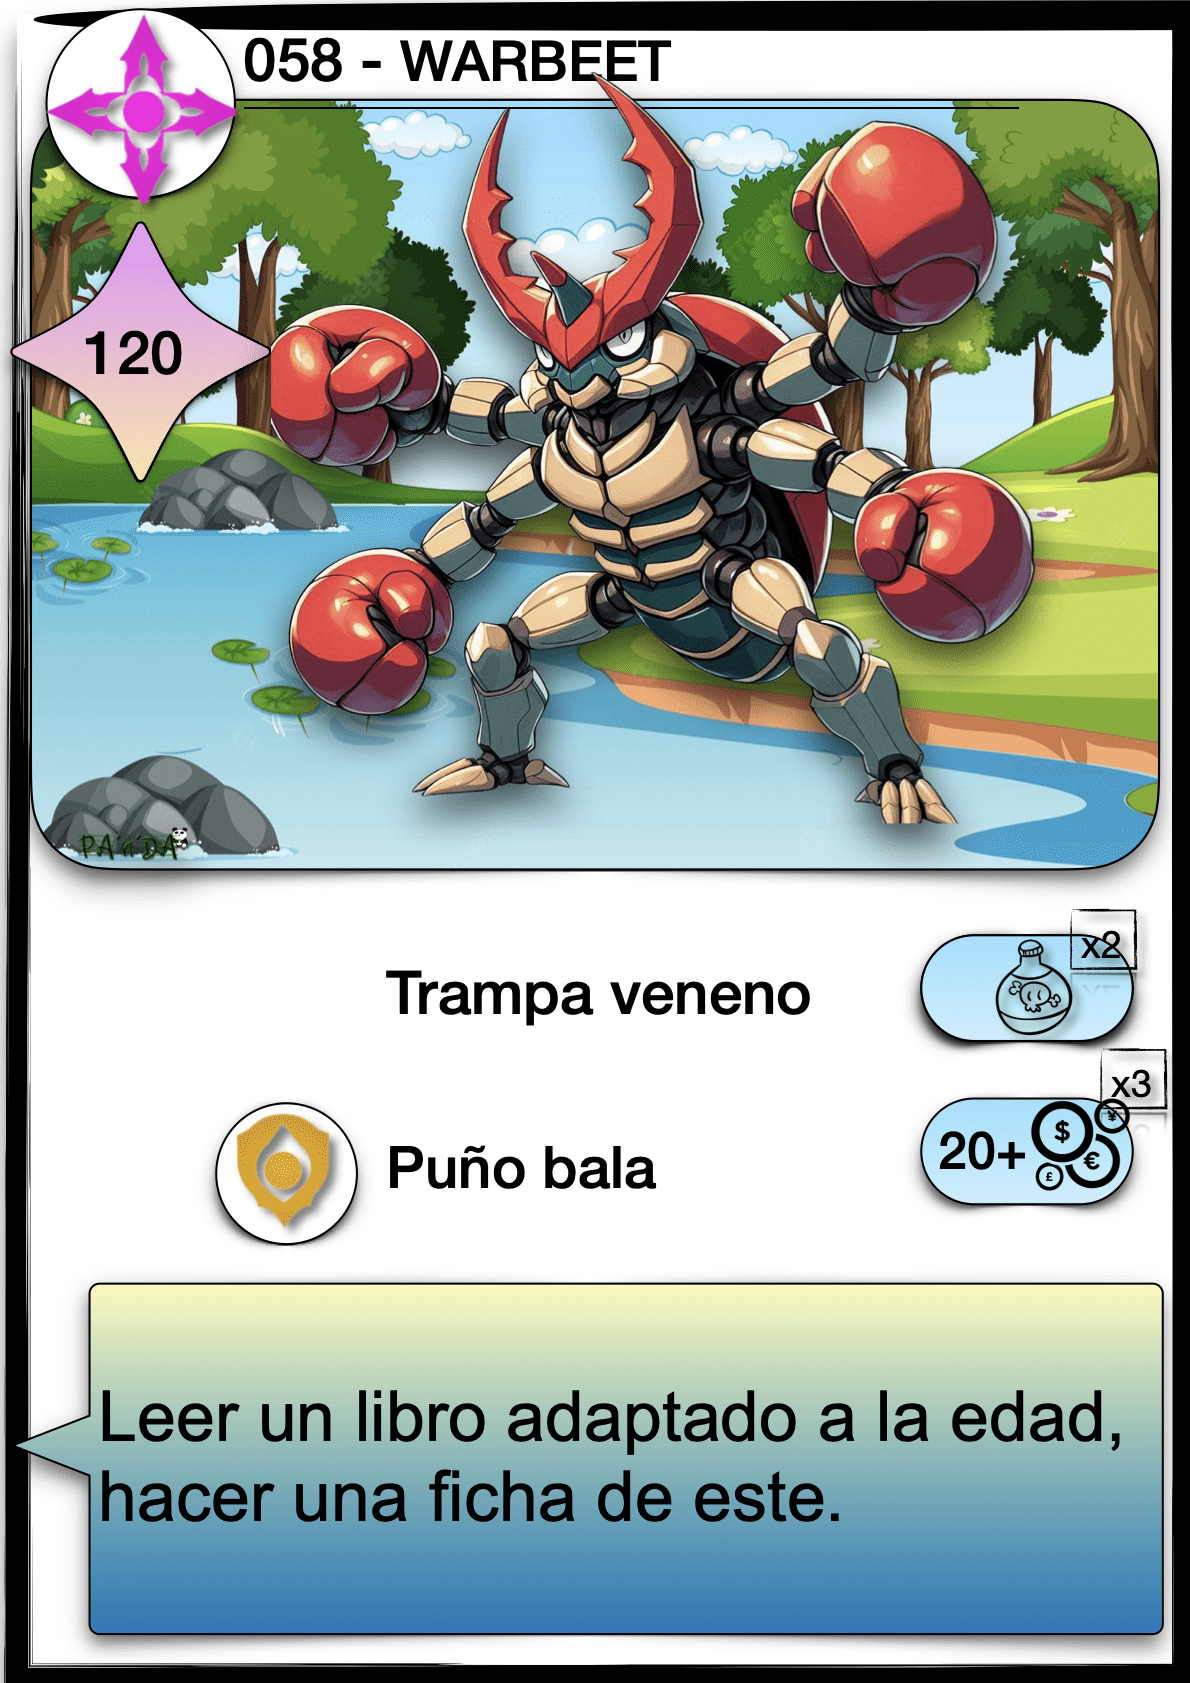 058 - WARBEET
120
PANDA
Trampa veneno
x2
Puño bala
x3
20+
$
¥
€
£
Leer un libro adaptado a la edad,
hacer una ficha de este.